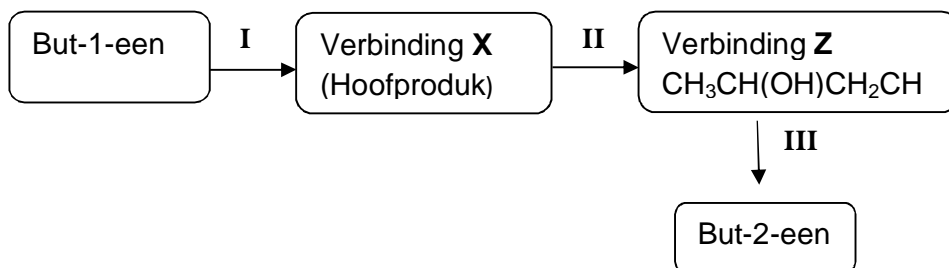 But-1-een
I
Verbinding X
(Hoofproduk)
II
Verbinding Z
CH₃CH(OH)CH₂CH
III
But-2-een